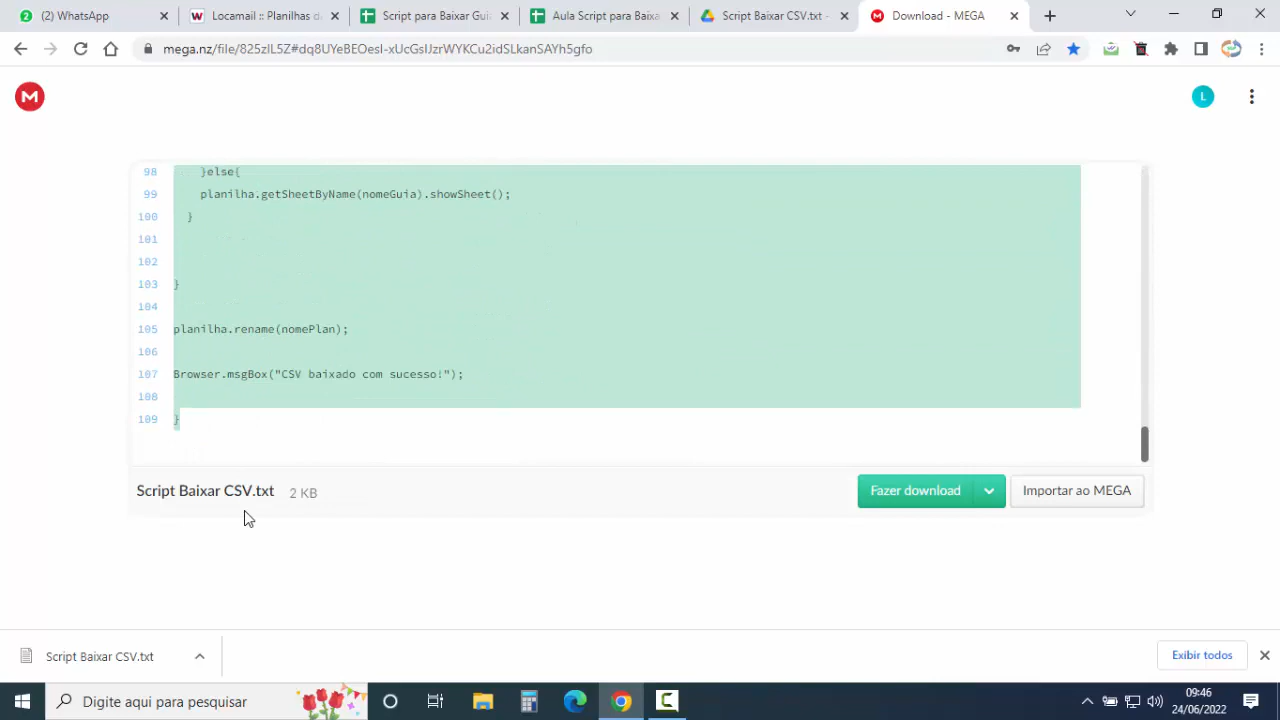 WhatsApp
Locamail :: Planilhas d
Script para Baixar Gui
Aula Script para Baixa
Script Baixar CSV.txt -
Download - MEGA
mega.nz/file/825zlL5Z#dq8UYeBEOesI-xUcGsIJzrWYKCu2idSLkanSAYh5gfo
L
98 }else{
99 planilha.getSheetByName(nomeGuia).showSheet();
100 }
101
102
103 }
104
105 planilha.rename(nomePlan);
106
107 Browser.msgBox("CSV baixado com sucesso!");
108
109 }
Script Baixar CSV.txt 2 KB
Fazer download
Importar ao MEGA
Script Baixar CSV.txt
Exibir todos
Digite aqui para pesquisar
09:46
24/06/2022